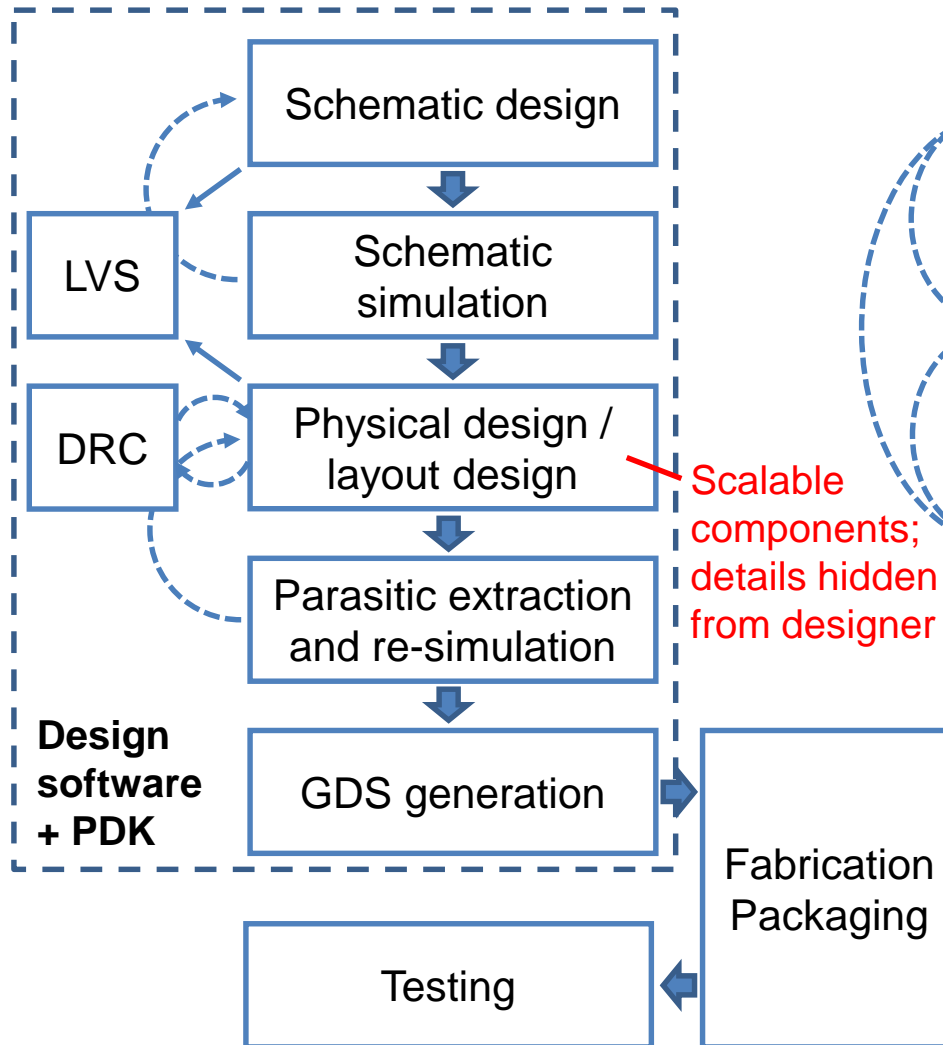 Schematic design
LVS
Schematic
simulation
DRC
Physical design /
layout design
Scalable
components;
details hidden
from designer
Parasitic extraction
and re-simulation
Design
software
+ PDK
GDS generation
Fabrication
Packaging
Testing